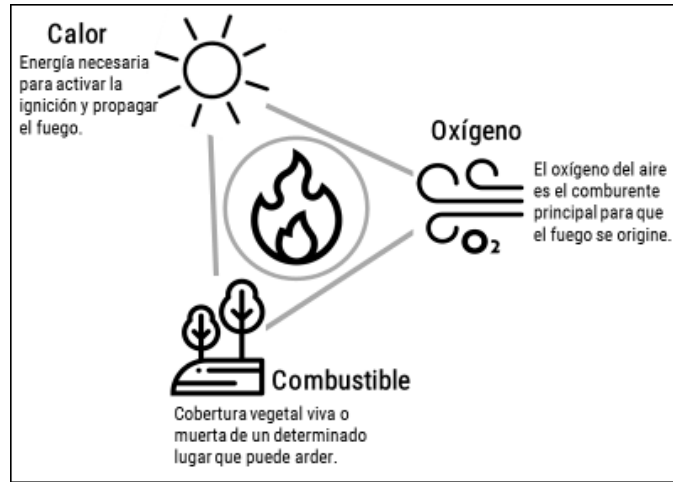 Calor
Energía necesaria
para activar la
ignición y propagar
el fuego.
Oxígeno
El oxígeno del aire
es el comburente
principal para que
el fuego se origine.
O₂
Combustible
Cobertura vegetal viva o
muerta de un determinado
lugar que puede arder.